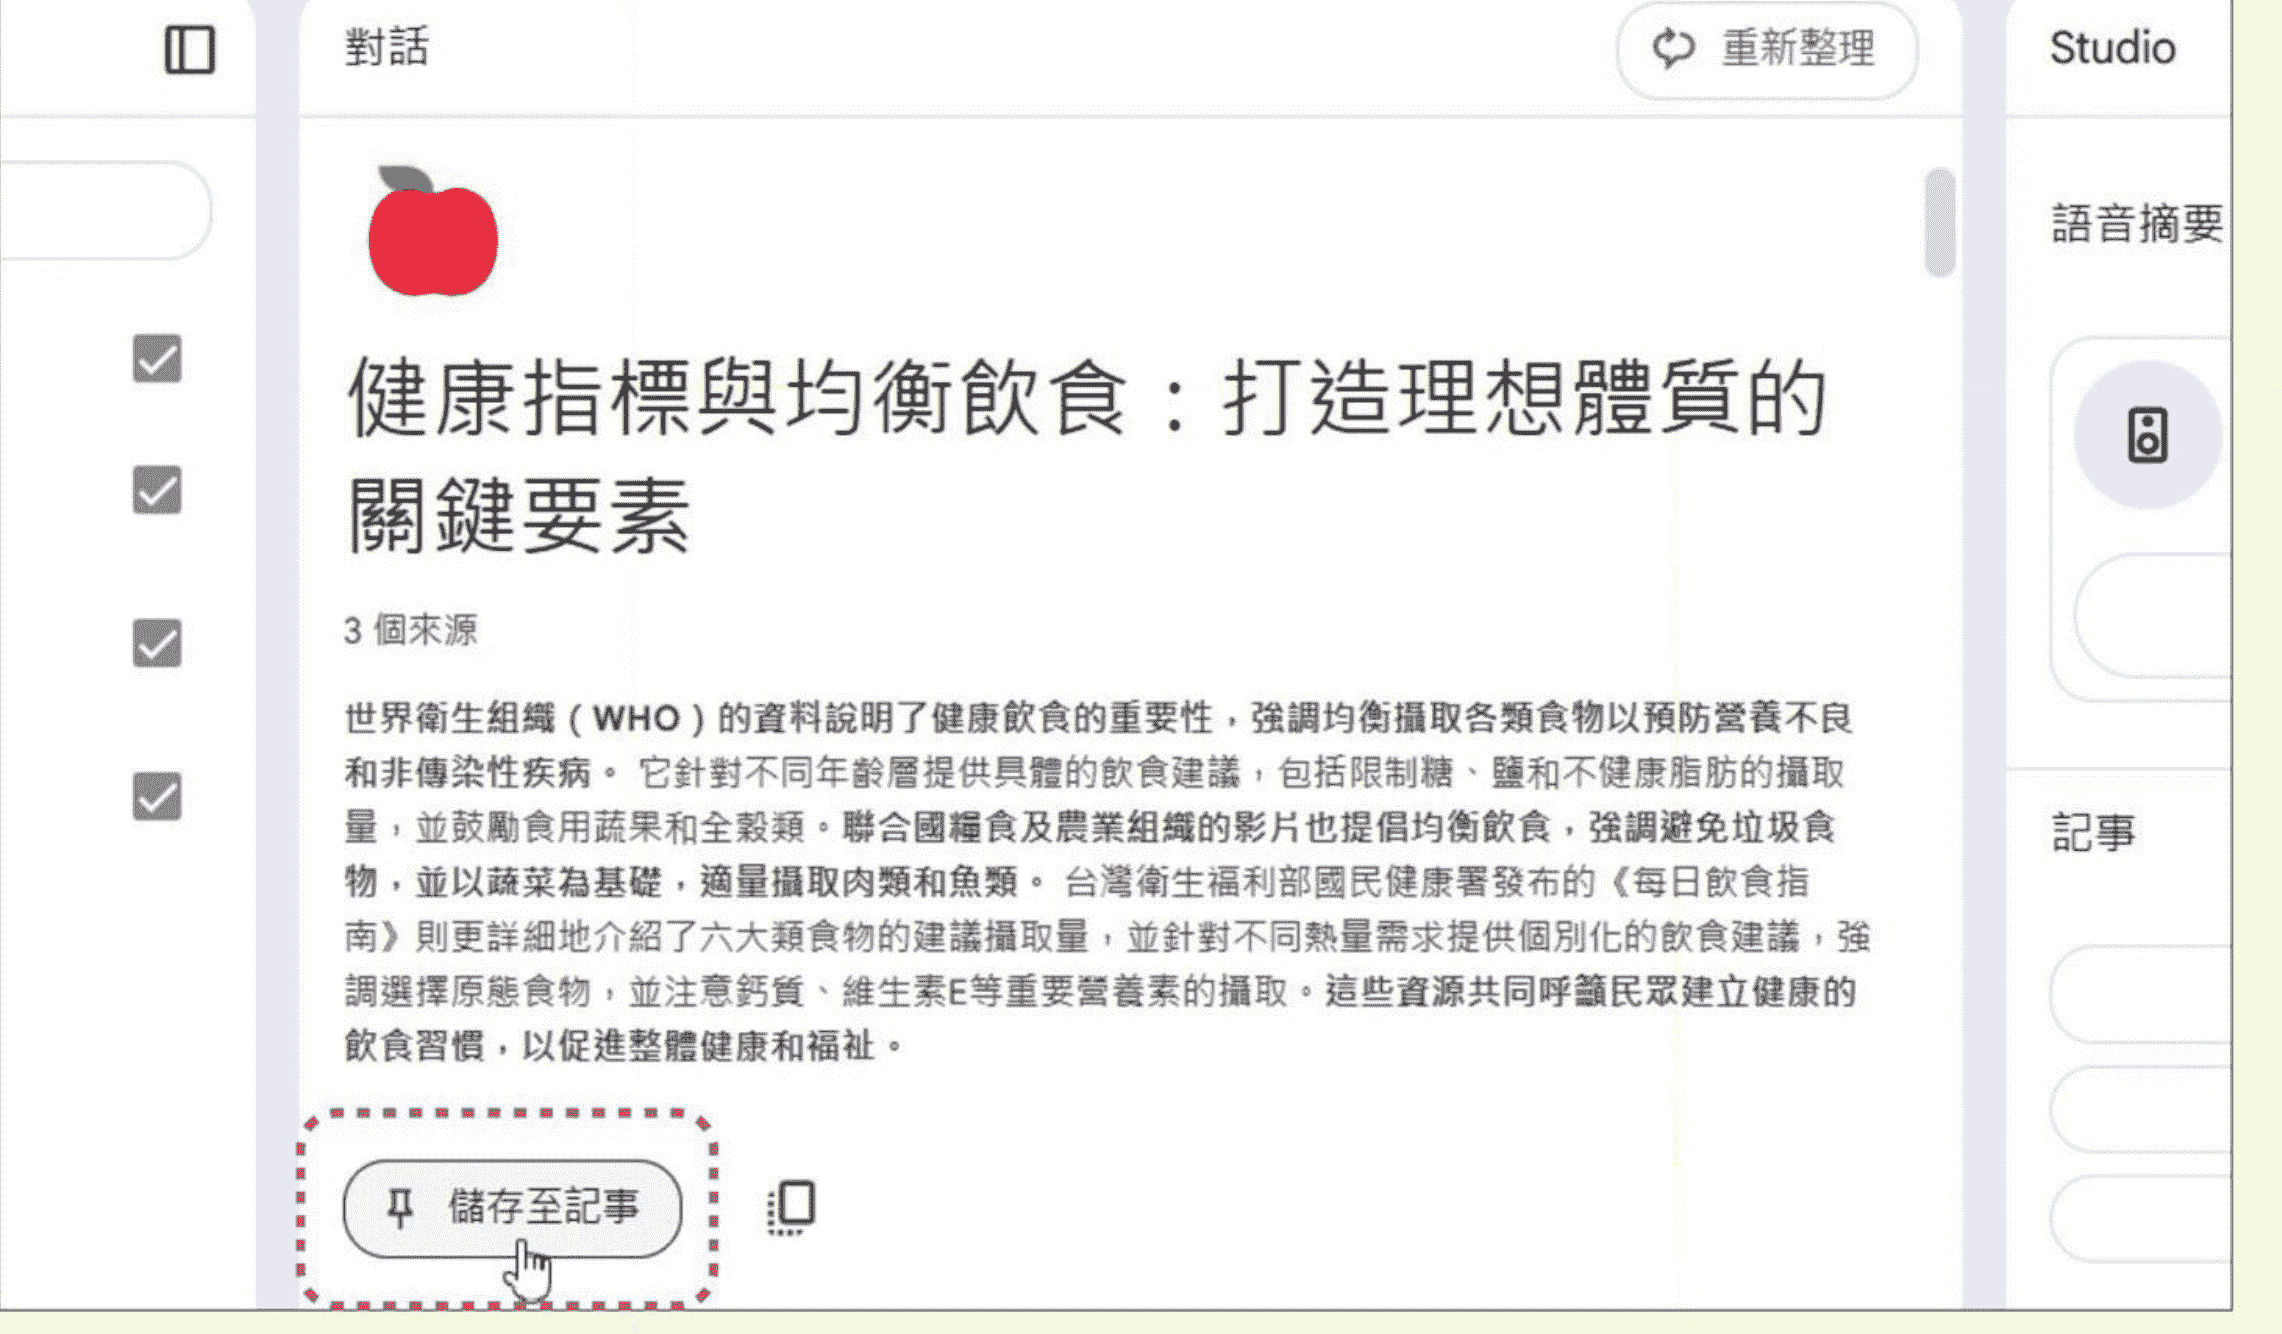 對話
重新整理
Studio
語音摘要
健康指標與均衡飲食：打造理想體質的
關鍵要素
3 個來源
世界衛生組織（WHO）的資料說明了健康飲食的重要性，強調均衡攝取各類食物以預防營養不良
和非傳染性疾病。 它針對不同年齡層提供具體的飲食建議，包括限制糖、鹽和不健康脂肪的攝取
量，並鼓勵食用蔬果和全穀類。聯合國糧食及農業組織的影片也提倡均衡飲食，強調避免垃圾食
物，並以蔬菜為基礎，適量攝取肉類和魚類。 台灣衛生福利部國民健康署發布的《每日飲食指
南》則更詳細地介紹了六大類食物的建議攝取量，並針對不同熱量需求提供個別化的飲食建議，強
調選擇原態食物，並注意鈣質、維生素E等重要營養素的攝取。這些資源共同呼籲民眾建立健康的
飲食習慣，以促進整體健康和福祉。
記事
儲存至記事